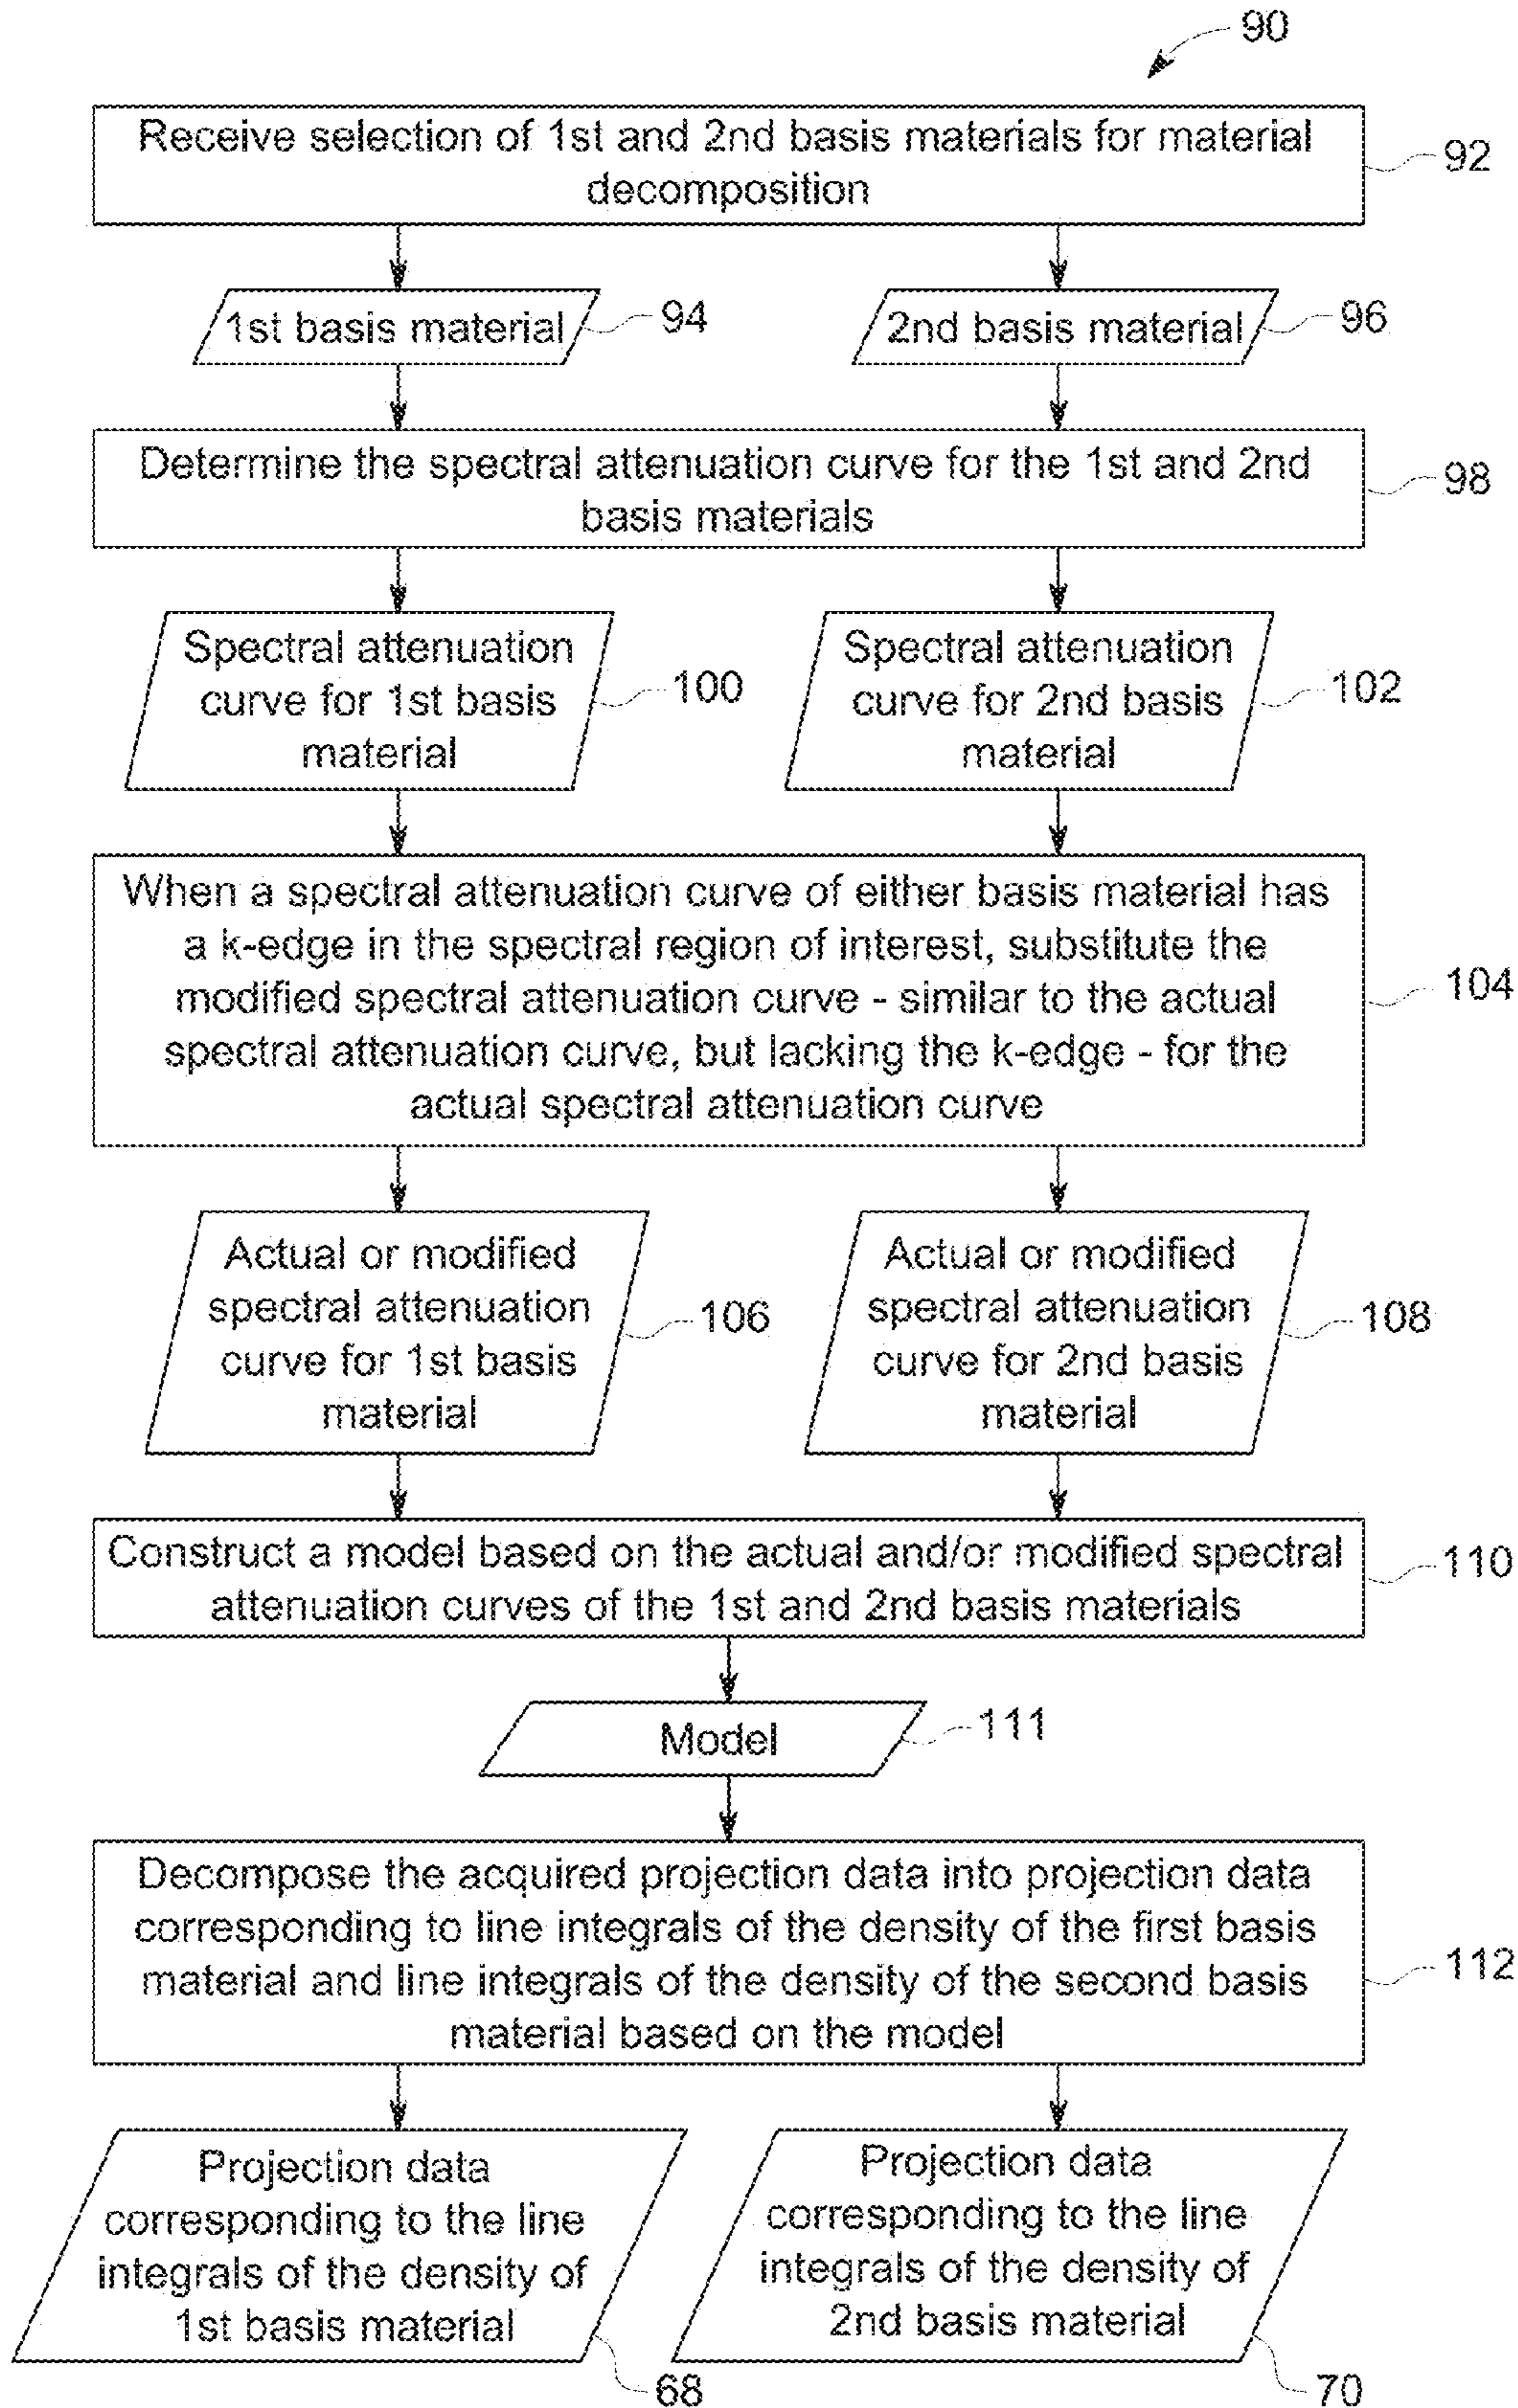 90
Receive selection of 1st and 2nd basis materials for material
decomposition
92
1st basis material
94
2nd basis material
96
Determine the spectral attenuation curve for the 1st and 2nd
basis materials
98
Spectral attenuation
curve for 1st basis
material
100
Spectral attenuation
curve for 2nd basis
material
102
When a spectral attenuation curve of either basis material has
a k-edge in the spectral region of interest, substitute the
modified spectral attenuation curve - similar to the actual
spectral attenuation curve, but lacking the k-edge - for the
actual spectral attenuation curve
104
Actual or modified
spectral attenuation
curve for 1st basis
material
106
Actual or modified
spectral attenuation
curve for 2nd basis
material
108
Construct a model based on the actual and/or modified spectral
attenuation curves of the 1st and 2nd basis materials
110
Model
111
Decompose the acquired projection data into projection data
corresponding to line integrals of the density of the first basis
material and line integrals of the density of the second basis
material based on the model
112
Projection data
corresponding to the line
integrals of the density of
1st basis material
68
Projection data
corresponding to the line
integrals of the density of
2nd basis material
70